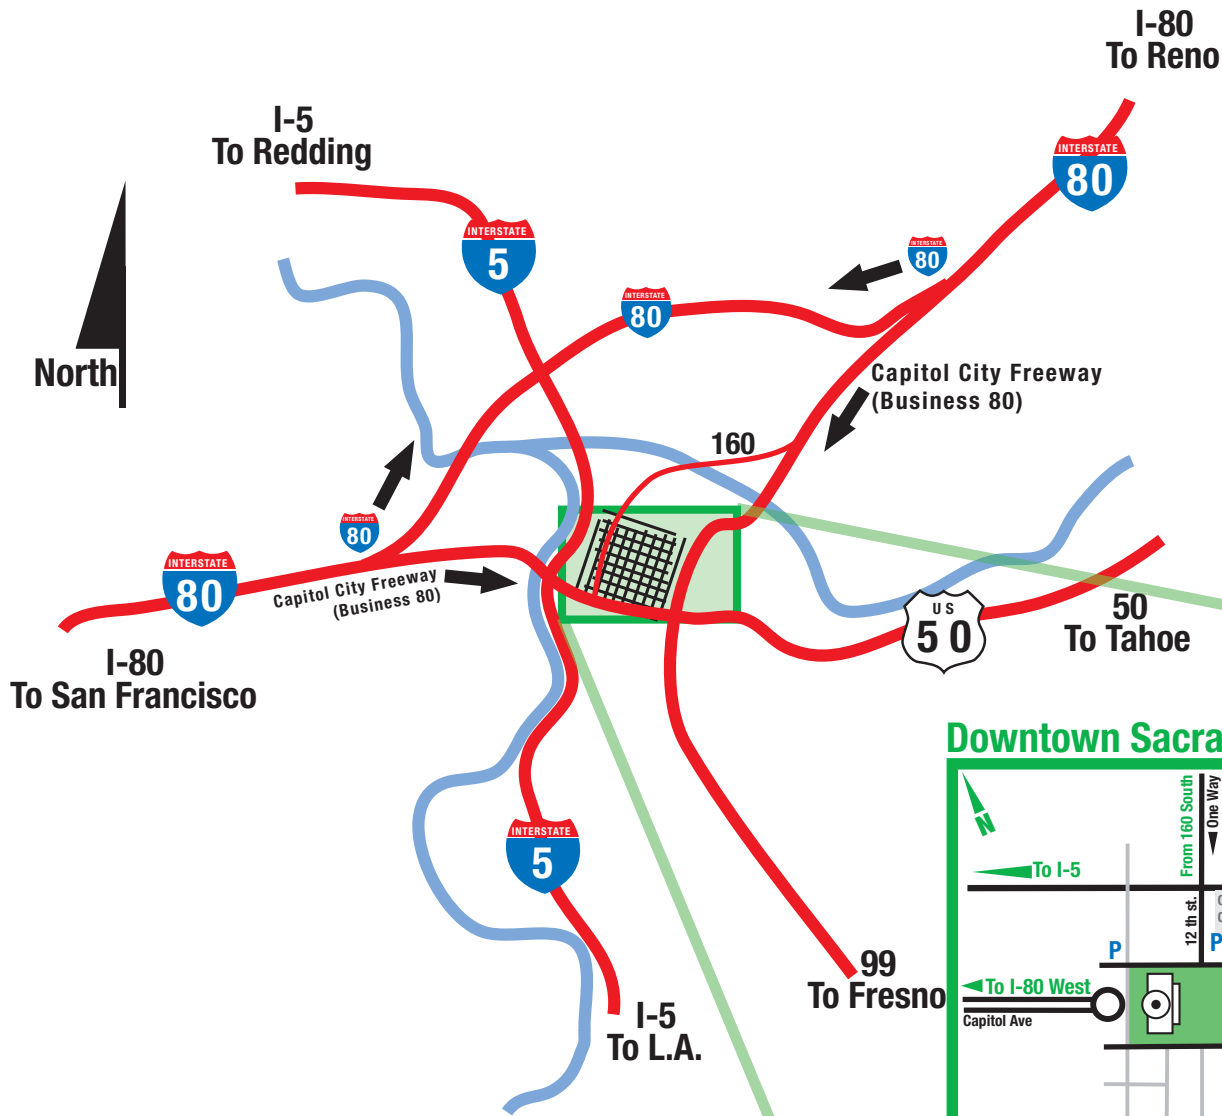 I-80
To Reno
I-5
To Redding
INTERSTATE
80
INTERSTATE
5
INTERSTATE
80
INTERSTATE
80
North
Capitol City Freeway
(Business 80)
160
INTERSTATE
80
INTERSTATE
80
Capitol City Freeway
(Business 80)
I-80
To San Francisco
US
50
50
To Tahoe
Downtown Sacra
N
From 160 South
One Way
To I-5
12 th st.
P
P
To I-80 West
Capitol Ave
INTERSTATE
5
99
To Fresno
I-5
To L.A.